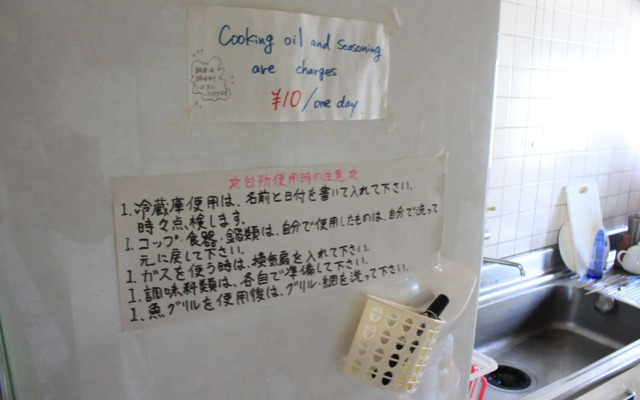 Cooking oil and seasoning
are charges
¥10/one day
☆台所使用時の注意☆
1.冷蔵庫使用は、名前と日付を書いて入れて下さい.
時々点検します.
1.コップ・食器・鍋類は、自分で使用したものは、自分で洗って
元に戻して下さい.
1.ガスを使う時は、換気扇を入れて下さい.
1.調味料類は、各自で準備して下さい.
1.魚グリルを使用後は、グリル・網を洗って下さい.